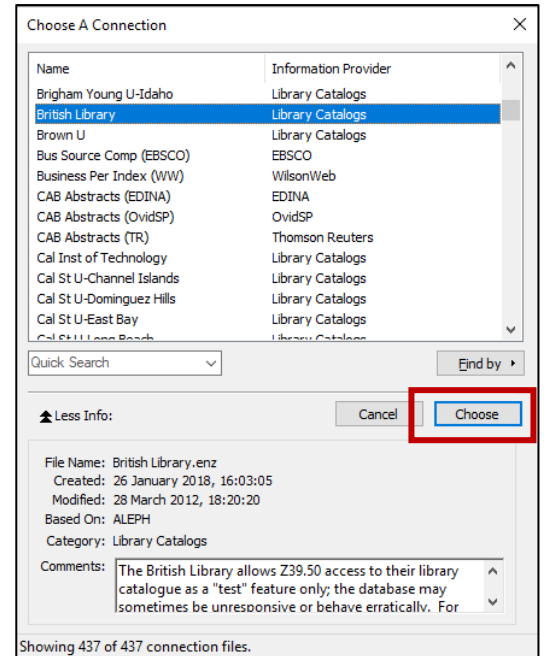 Choose A Connection
Name Information Provider
Brigham Young U-Idaho Library Catalogs
British Library Library Catalogs
Brown U Library Catalogs
Bus Source Comp (EBSCO) EBSCO
Business Per Index (WW) WilsonWeb
CAB Abstracts (EDINA) EDINA
CAB Abstracts (OvidSP) OvidSP
CAB Abstracts (TR) Thomson Reuters
Cal Inst of Technology Library Catalogs
Cal St U-Channel Islands Library Catalogs
Cal St U-Dominguez Hills Library Catalogs
Cal St U-East Bay Library Catalogs
Cal St U-Long Beach Library Catalogs
Quick Search Find by
Less Info: Cancel Choose
File Name: British Library.enz
Created: 26 January 2018, 16:03:05
Modified: 28 March 2012, 18:20:20
Based On: ALEPH
Category: Library Catalogs
Comments: The British Library allows Z39.50 access to their library
catalogue as a "test" feature only; the database may
sometimes be unresponsive or behave erratically. For
Showing 437 of 437 connection files.